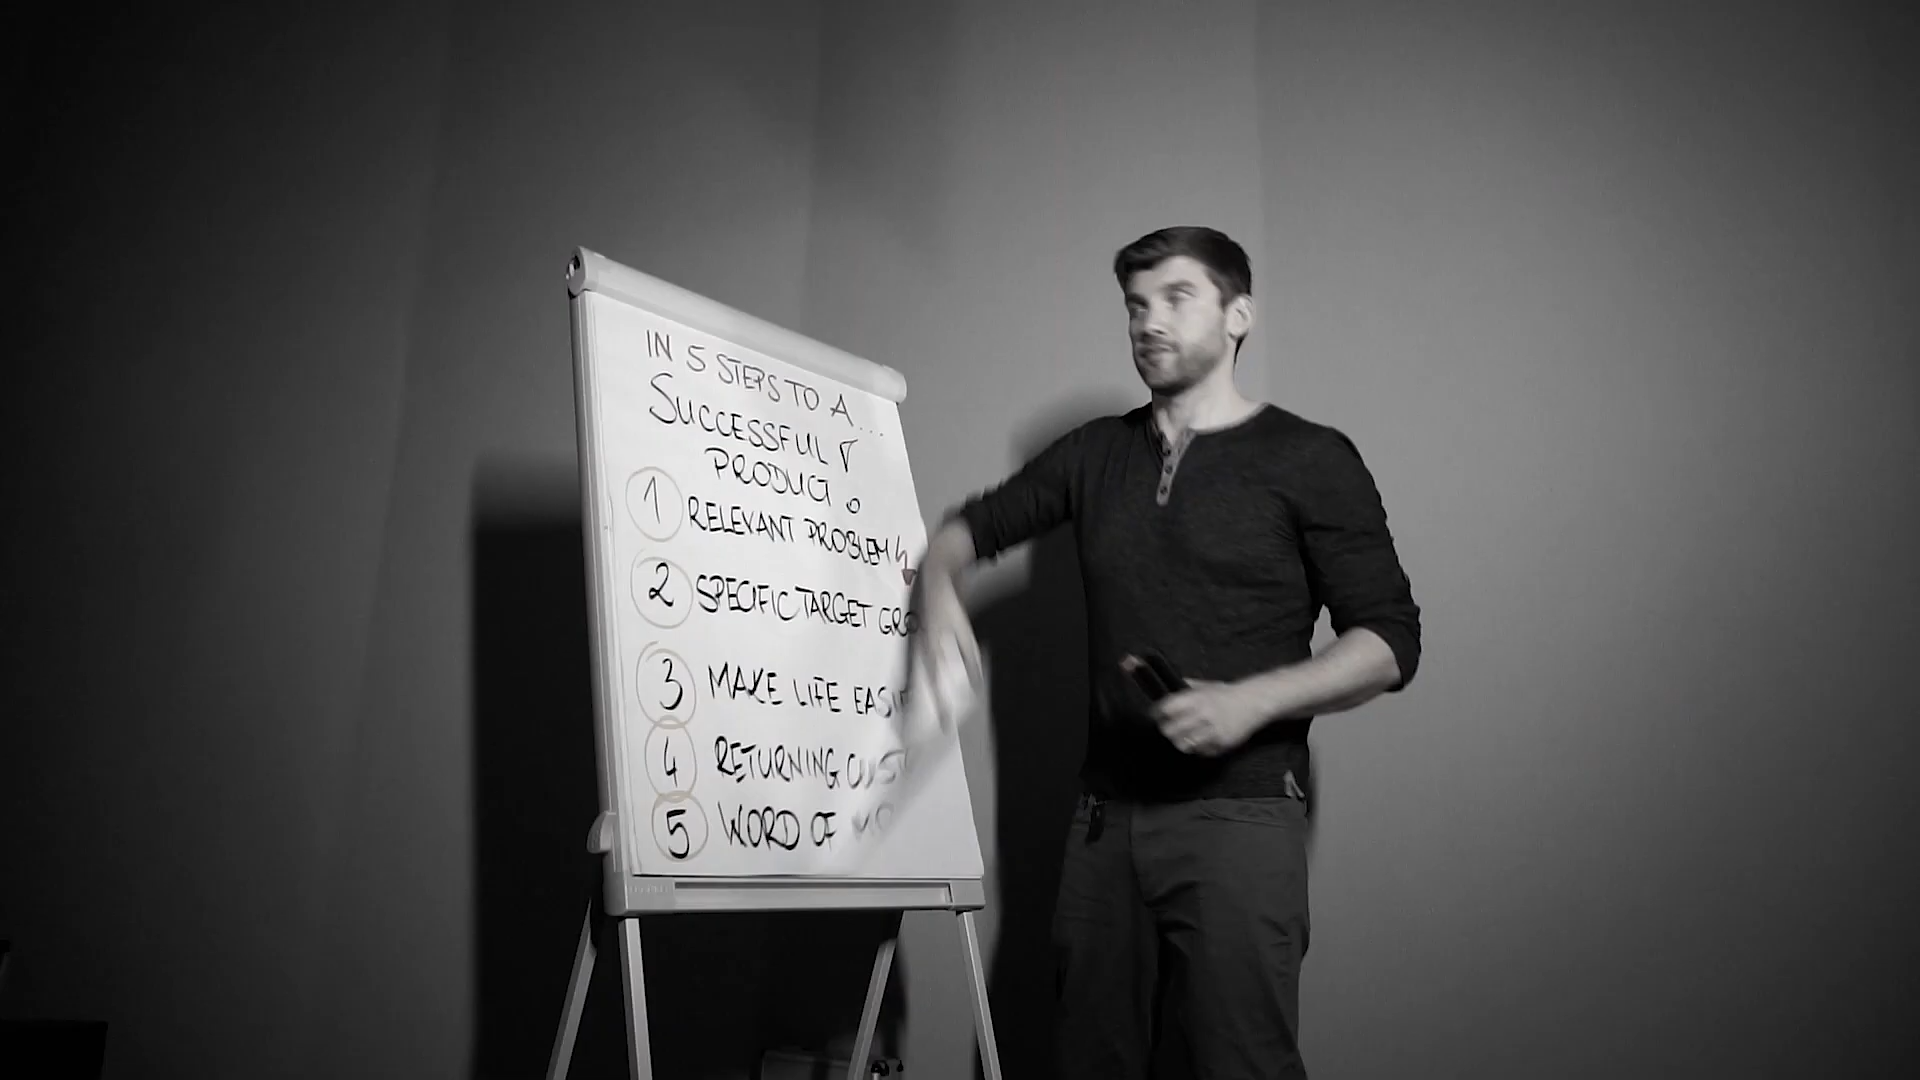 IN 5 STEPS TO A...
SUCCESSFUL
PRODUCT
1 RELEVANT PROBLEM
2 SPECIFIC TARGET
3 MAKE LIFE
4 RETURNING
5 WORD OF